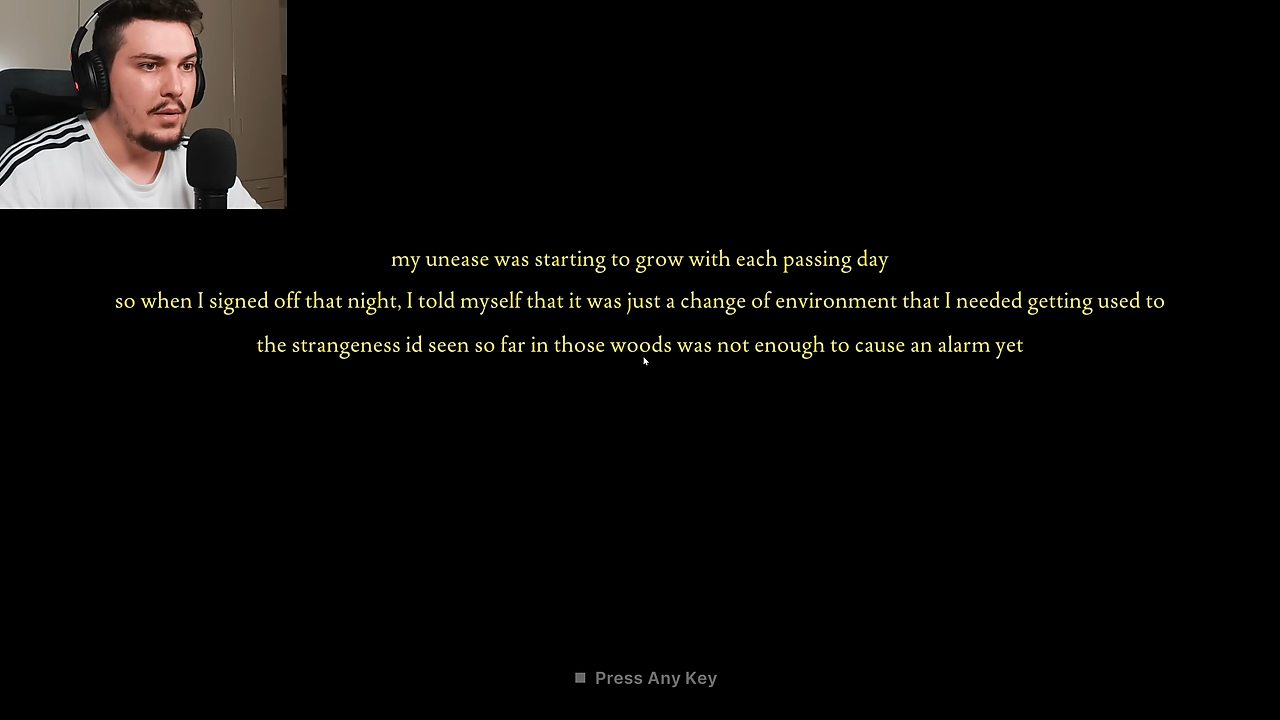 my unease was starting to grow with each passing day
so when I signed off that night, I told myself that it was just a change of environment that I needed getting used to
the strangeness id seen so far in those woods was not enough to cause an alarm yet
Press Any Key